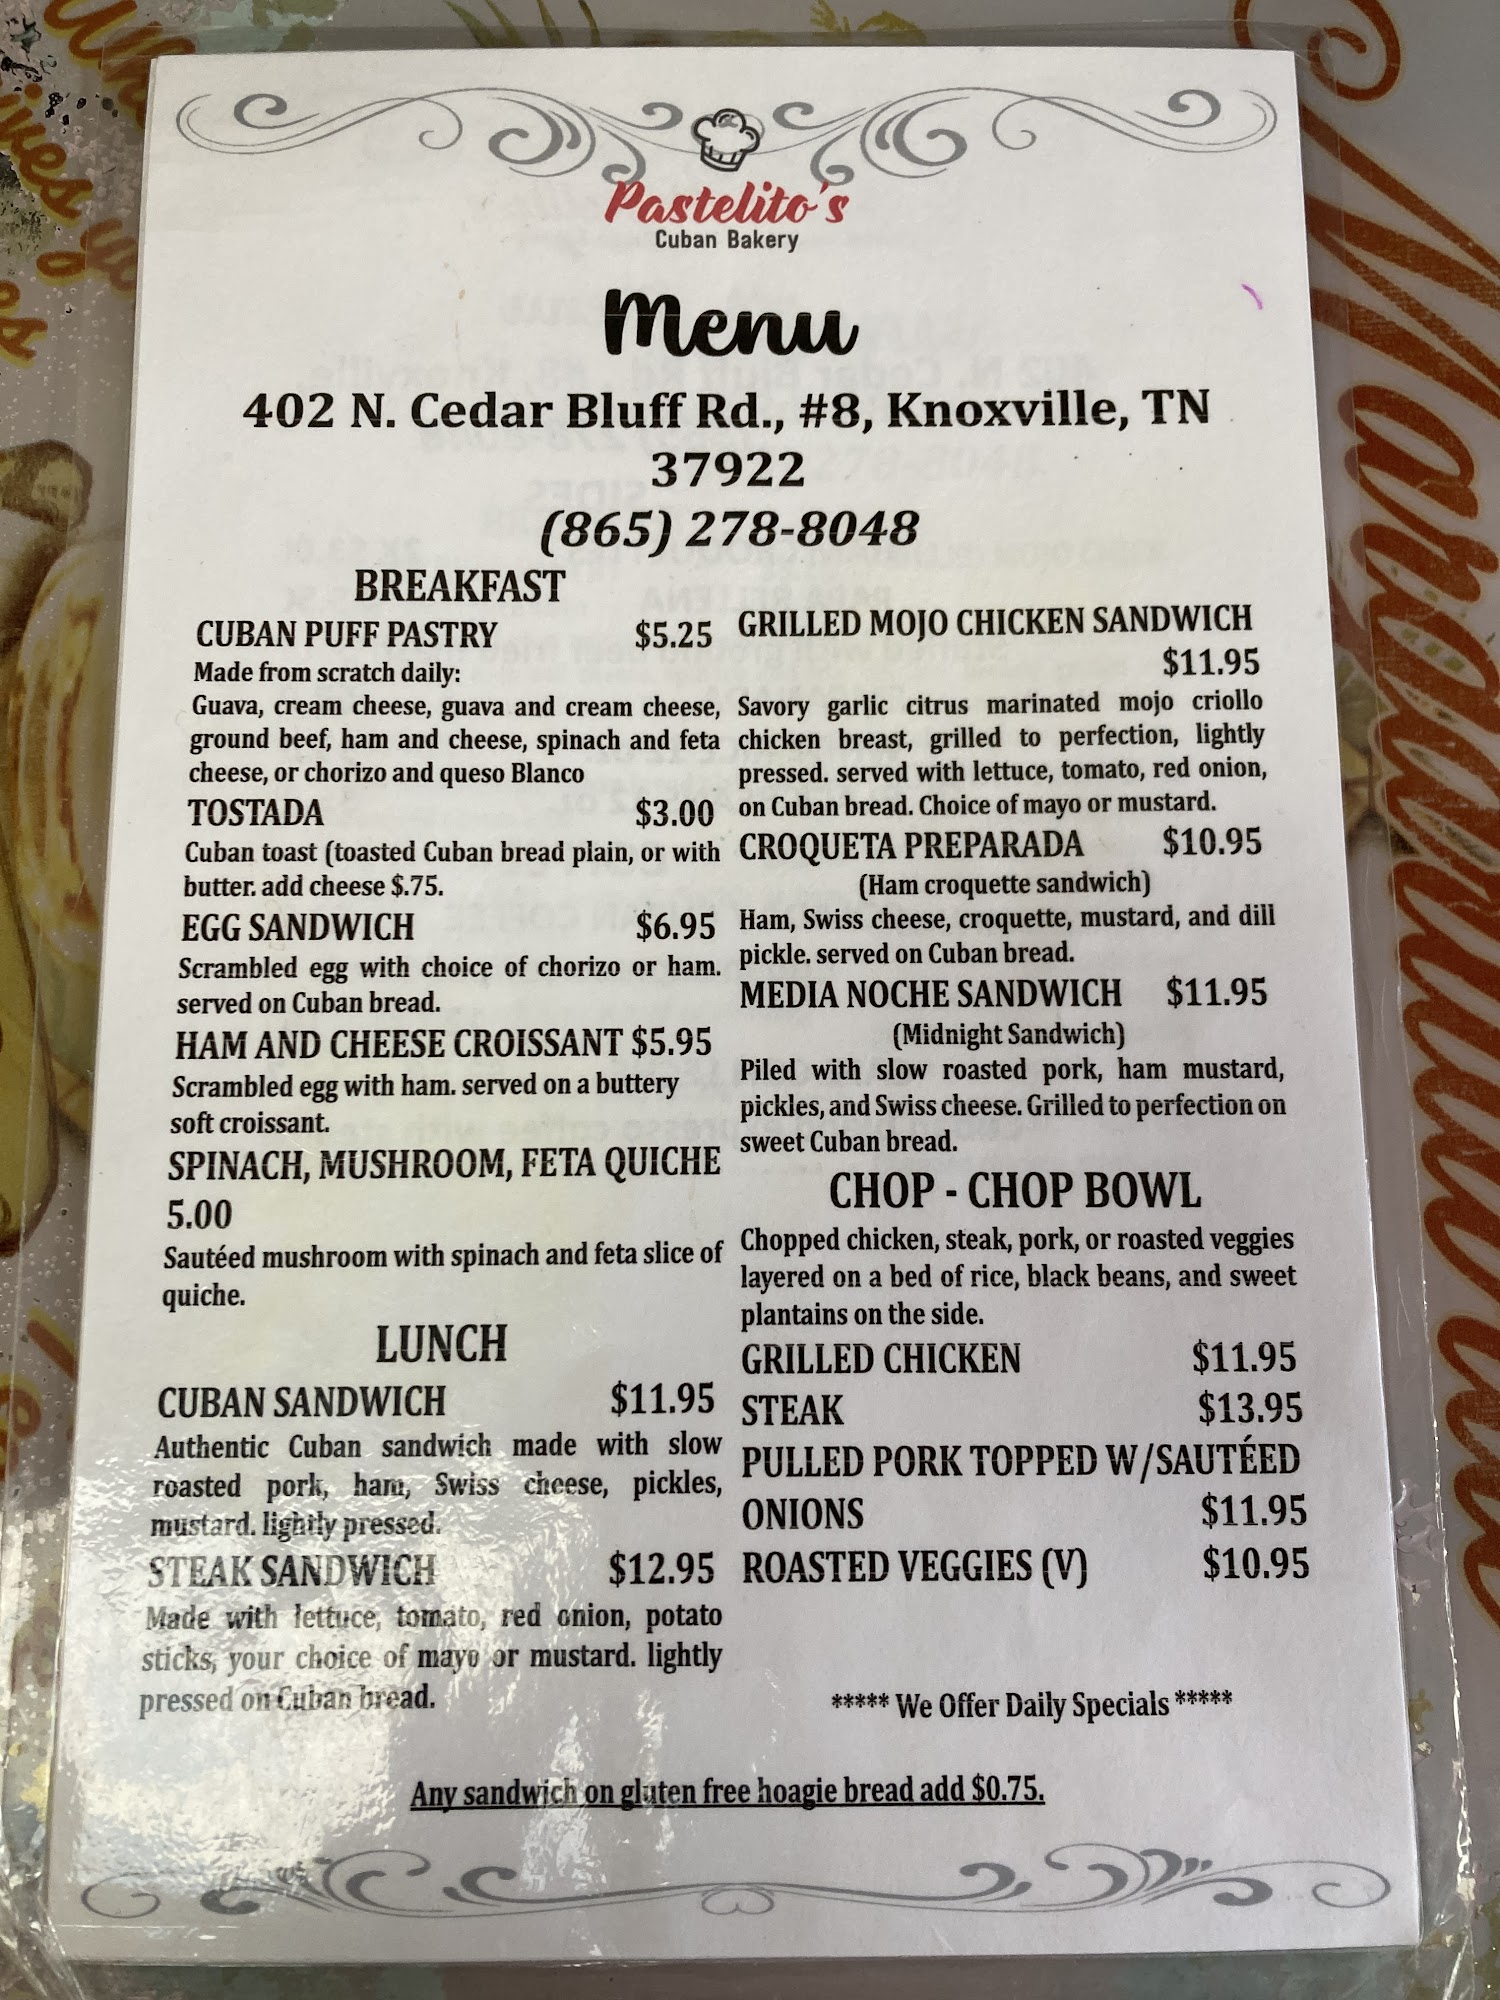 Pastelito's
Cuban Bakery
Menu
402 N. Cedar Bluff Rd., #8, Knoxville, TN
37922
(865) 278-8048
BREAKFAST
CUBAN PUFF PASTRY $5.25
Made from scratch daily:
Guava, cream cheese, guava and cream cheese,
ground beef, ham and cheese, spinach and feta
cheese, or chorizo and queso Blanco
TOSTADA $3.00
Cuban toast (toasted Cuban bread plain, or with
butter. add cheese $.75.
EGG SANDWICH $6.95
Scrambled egg with choice of chorizo or ham.
served on Cuban bread.
HAM AND CHEESE CROISSANT $5.95
Scrambled egg with ham. served on a buttery
soft croissant.
SPINACH, MUSHROOM, FETA QUICHE
5.00
Sautéed mushroom with spinach and feta slice of
quiche.
LUNCH
CUBAN SANDWICH $11.95
Authentic Cuban sandwich made with slow
roasted pork, ham, Swiss cheese, pickles,
mustard. lightly pressed.
STEAK SANDWICH $12.95
Made with lettuce, tomato, red onion, potato
sticks, your choice of mayo or mustard. lightly
pressed on Cuban bread.
GRILLED MOJO CHICKEN SANDWICH
$11.95
Savory garlic citrus marinated mojo criollo
chicken breast, grilled to perfection, lightly
pressed. served with lettuce, tomato, red onion,
on Cuban bread. Choice of mayo or mustard.
CROQUETA PREPARADA $10.95
(Ham croquette sandwich)
Ham, Swiss cheese, croquette, mustard, and dill
pickle. served on Cuban bread.
MEDIA NOCHE SANDWICH $11.95
(Midnight Sandwich)
Piled with slow roasted pork, ham mustard,
pickles, and Swiss cheese. Grilled to perfection on
sweet Cuban bread.
CHOP - CHOP BOWL
Chopped chicken, steak, pork, or roasted veggies
layered on a bed of rice, black beans, and sweet
plantains on the side.
GRILLED CHICKEN $11.95
STEAK $13.95
PULLED PORK TOPPED W/SAUTÉED
ONIONS $11.95
ROASTED VEGGIES (V) $10.95
***** We Offer Daily Specials *****
Any sandwich on gluten free hoagie bread add $0.75.